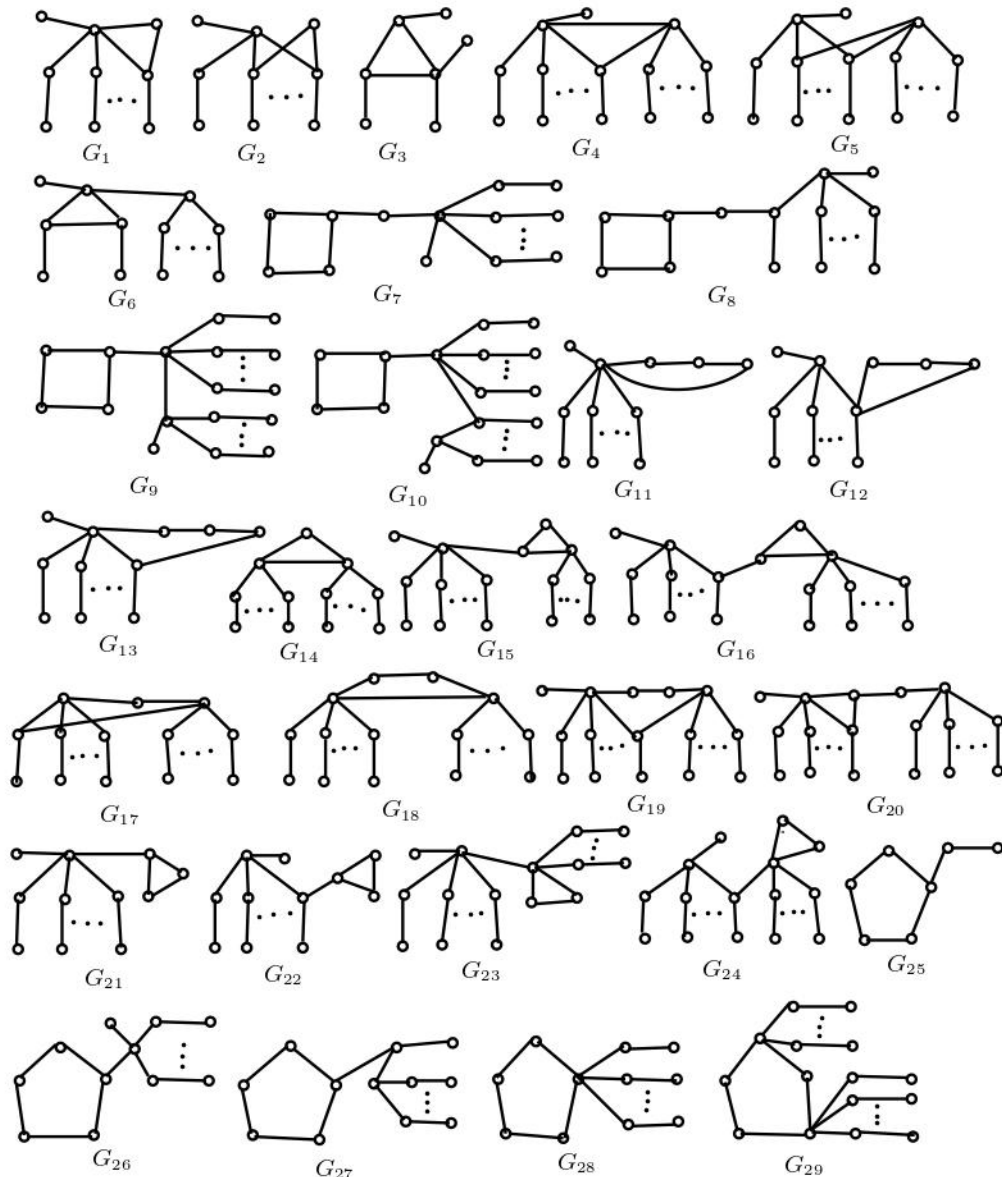 G₁ G₂ G₃ G₄ G₅
G₆ G₇ G₈
G₉ G₁₀ G₁₁ G₁₂
G₁₃ G₁₄ G₁₅ G₁₆
G₁₇ G₁₈ G₁₉ G₂₀
G₂₁ G₂₂ G₂₃ G₂₄ G₂₅
G₂₆ G₂₇ G₂₈ G₂₉